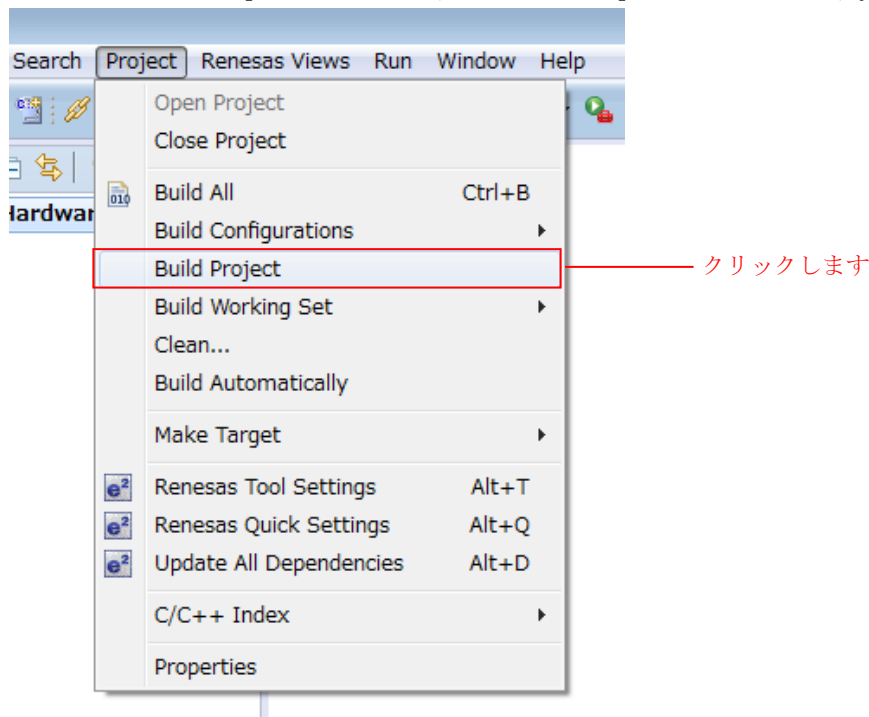 Search Project Renesas Views Run Window Help
Open Project
Close Project
Build All Ctrl+B
Build Configurations
Build Project
クリックします
Build Working Set
Clean...
Build Automatically
Make Target
Renesas Tool Settings Alt+T
Renesas Quick Settings Alt+Q
Update All Dependencies Alt+D
C/C++ Index
Properties